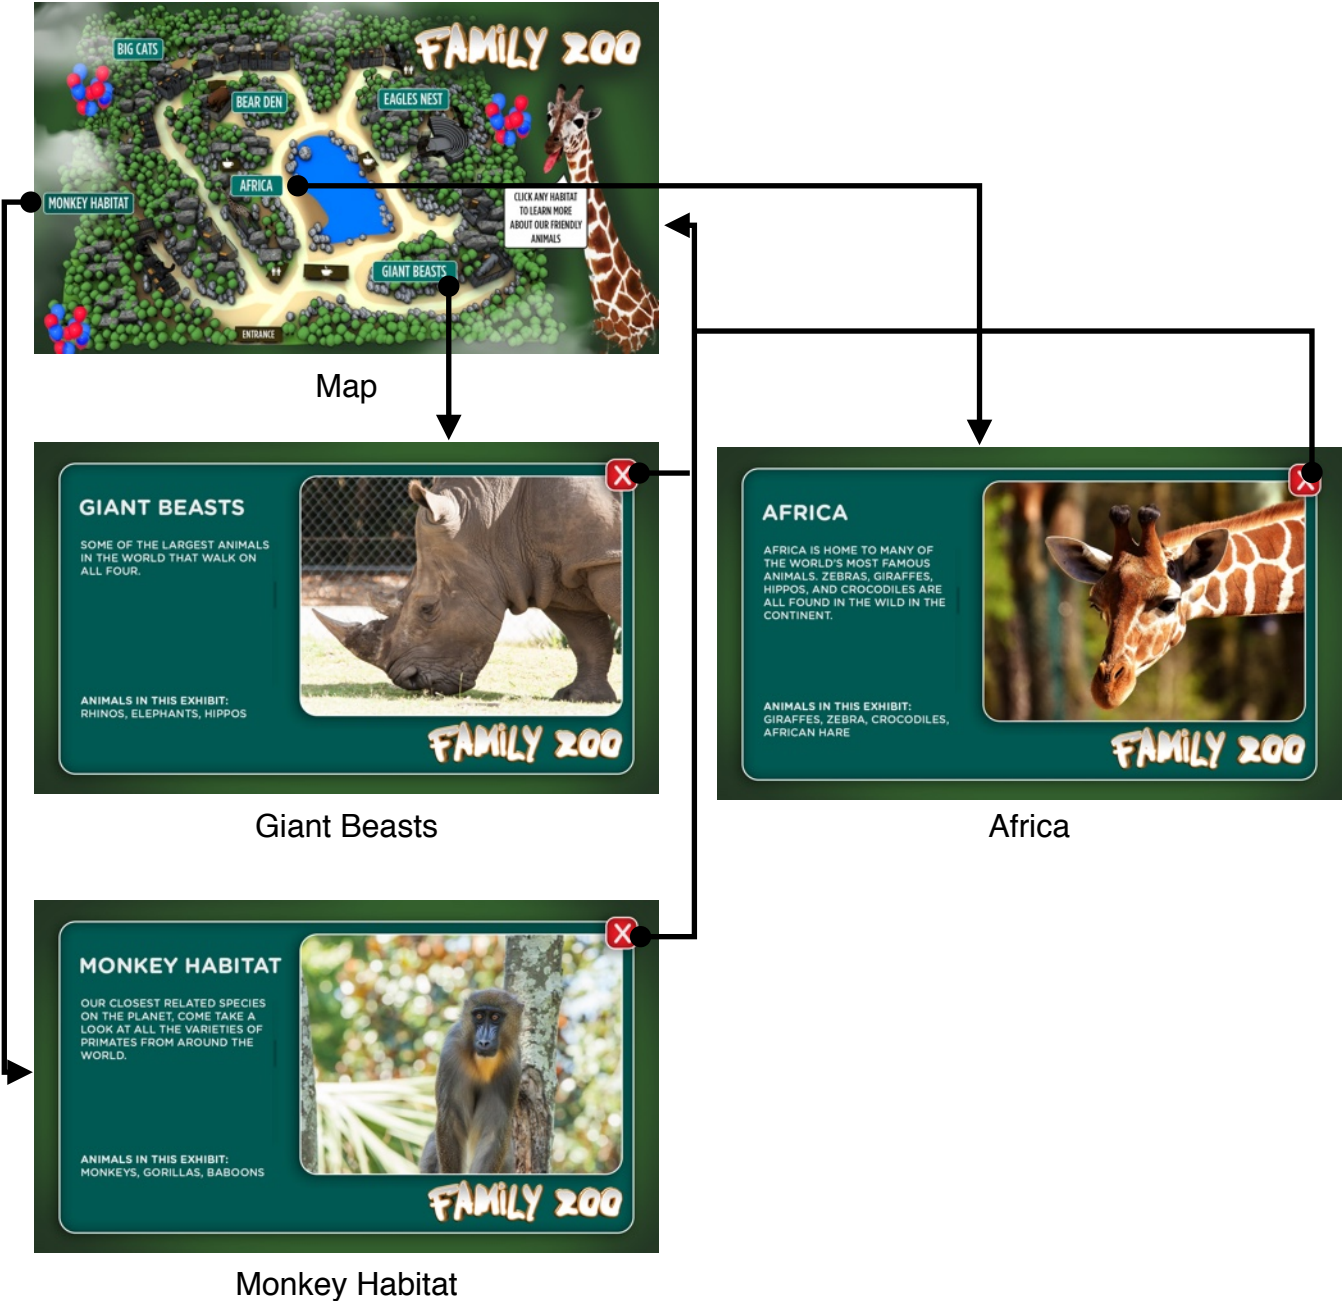 FAMILY ZOO
BIG CATS
BEAR DEN
EAGLES NEST
AFRICA
MONKEY HABITAT
CLICK ANY HABITAT
TO LEARN MORE
ABOUT OUR FRIENDLY
ANIMALS
GIANT BEASTS
ENTRANCE
Map
X
GIANT BEASTS
SOME OF THE LARGEST ANIMALS
IN THE WORLD THAT WALK ON
ALL FOUR.
ANIMALS IN THIS EXHIBIT:
RHINOS, ELEPHANTS, HIPPOS
FAMILY ZOO
Giant Beasts
X
AFRICA
AFRICA IS HOME TO MANY OF
THE WORLD'S MOST FAMOUS
ANIMALS. ZEBRAS, GIRAFFES,
HIPPOS, AND CROCODILES ARE
ALL FOUND IN THE WILD IN THE
CONTINENT.
ANIMALS IN THIS EXHIBIT:
GIRAFFES, ZEBRA, CROCODILES,
AFRICAN HARE
FAMILY ZOO
Africa
X
MONKEY HABITAT
OUR CLOSEST RELATED SPECIES
ON THE PLANET, COME TAKE A
LOOK AT ALL THE VARIETIES OF
PRIMATES FROM AROUND THE
WORLD.
ANIMALS IN THIS EXHIBIT:
MONKEYS, GORILLAS, BABOONS
FAMILY ZOO
Monkey Habitat